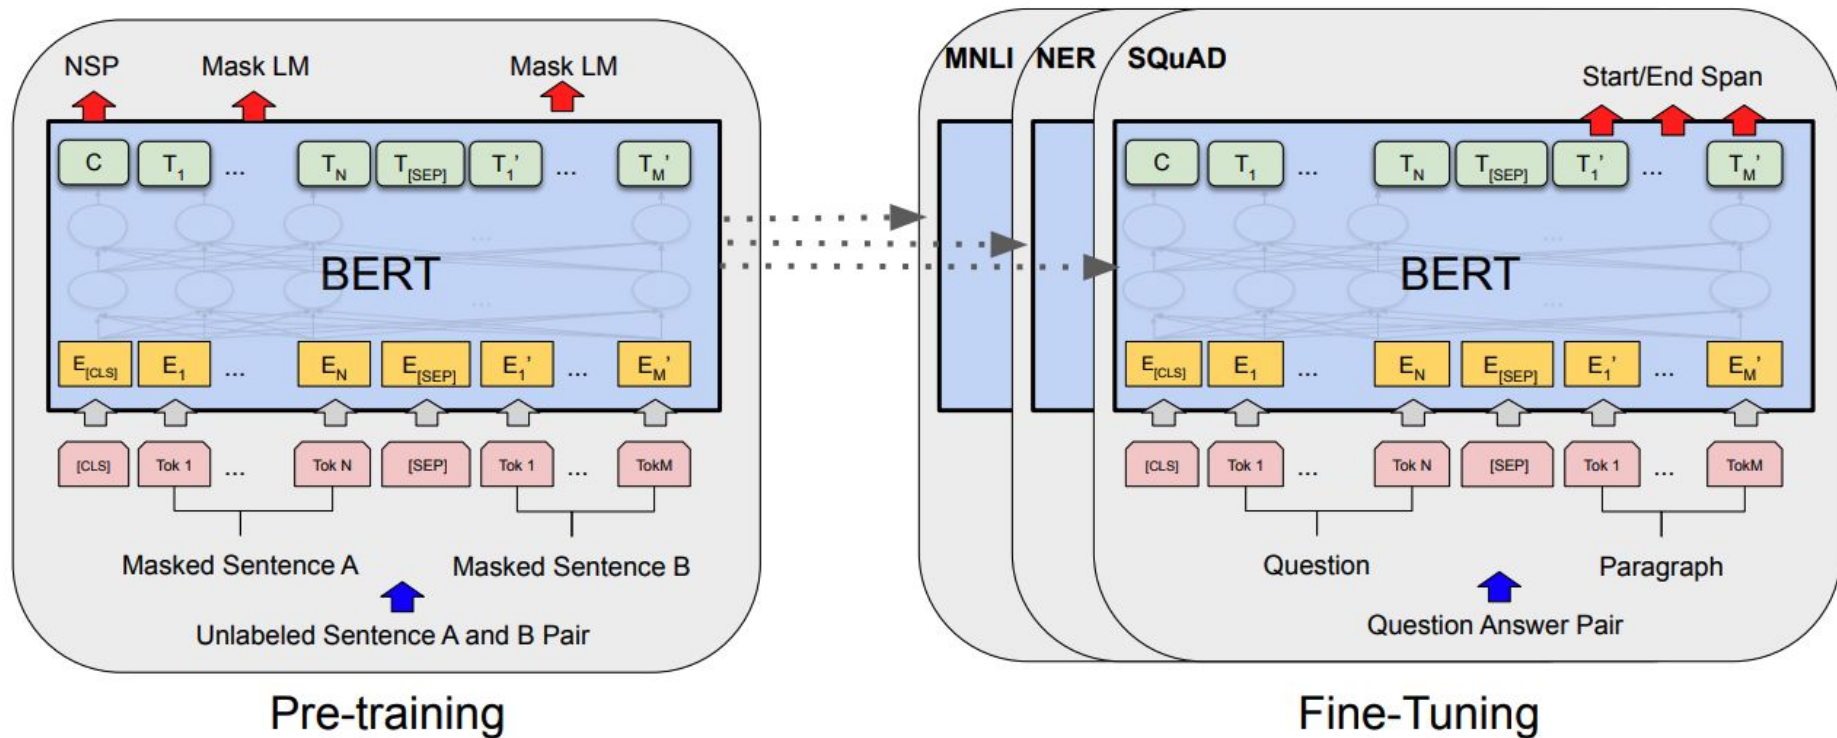 NSP Mask LM Mask LM
C T1 ... TN T[SEP] T1' ... TM'
...
BERT
...
E[CLS] E1 ... EN E[SEP] E1' ... EM'
[CLS] Tok 1 ... Tok N [SEP] Tok 1 ... TokM
Masked Sentence A Masked Sentence B
Unlabeled Sentence A and B Pair
Pre-training
MNLI NER SQuAD
Start/End Span
C T1 ... TN T[SEP] T1' ... TM'
...
BERT
...
E[CLS] E1 ... EN E[SEP] E1' ... EM'
[CLS] Tok 1 ... Tok N [SEP] Tok 1 ... TokM
Question Paragraph
Question Answer Pair
Fine-Tuning